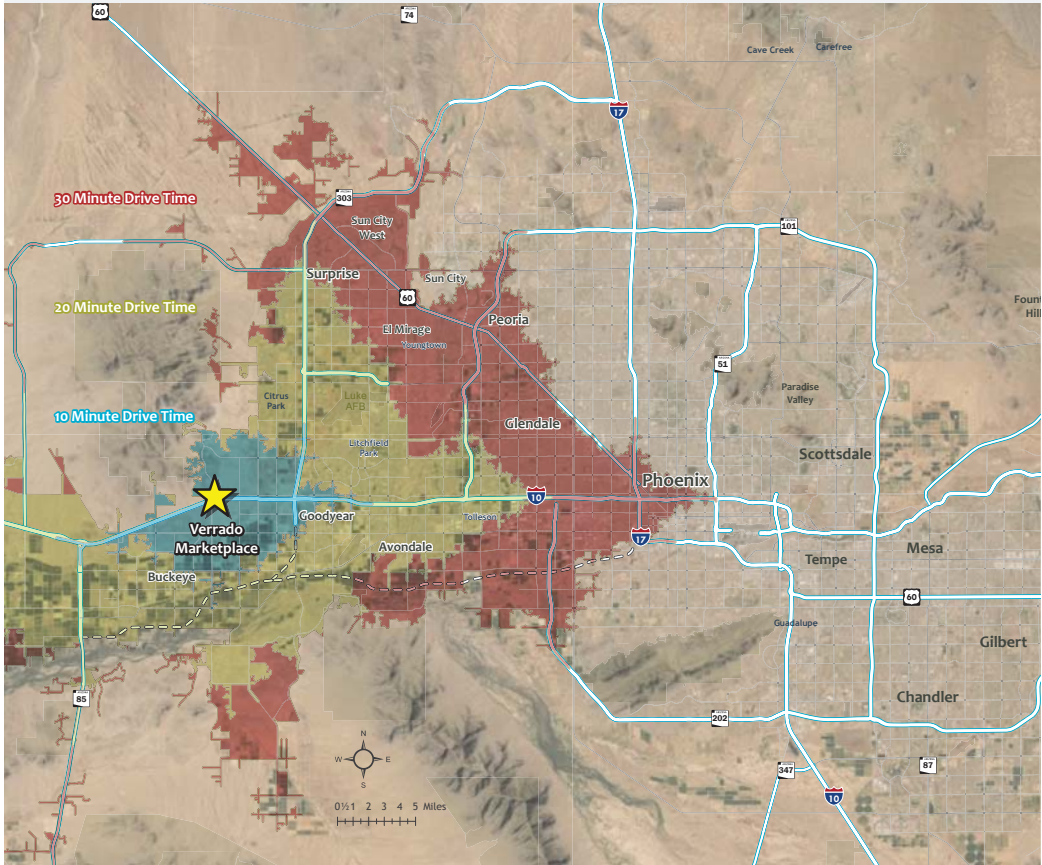 60
74
Cave Creek
Carefree
17
30 Minute Drive Time
303
Sun City
West
101
Surprise
Sun City
60
Fount
Hill
20 Minute Drive Time
Peoria
El Mirage
Youngtown
51
Paradise
Valley
Citrus
Park
Luke
AFB
10 Minute Drive Time
Glendale
Litchfield
Park
Scottsdale
Phoenix
10
Goodyear
Tolleson
Verrado
Marketplace
17
Avondale
Mesa
Tempe
Buckeye
60
Guadalupe
Gilbert
85
Chandler
202
N
W
E
S
87
347
10
0 ½ 1 2 3 4 5 Miles